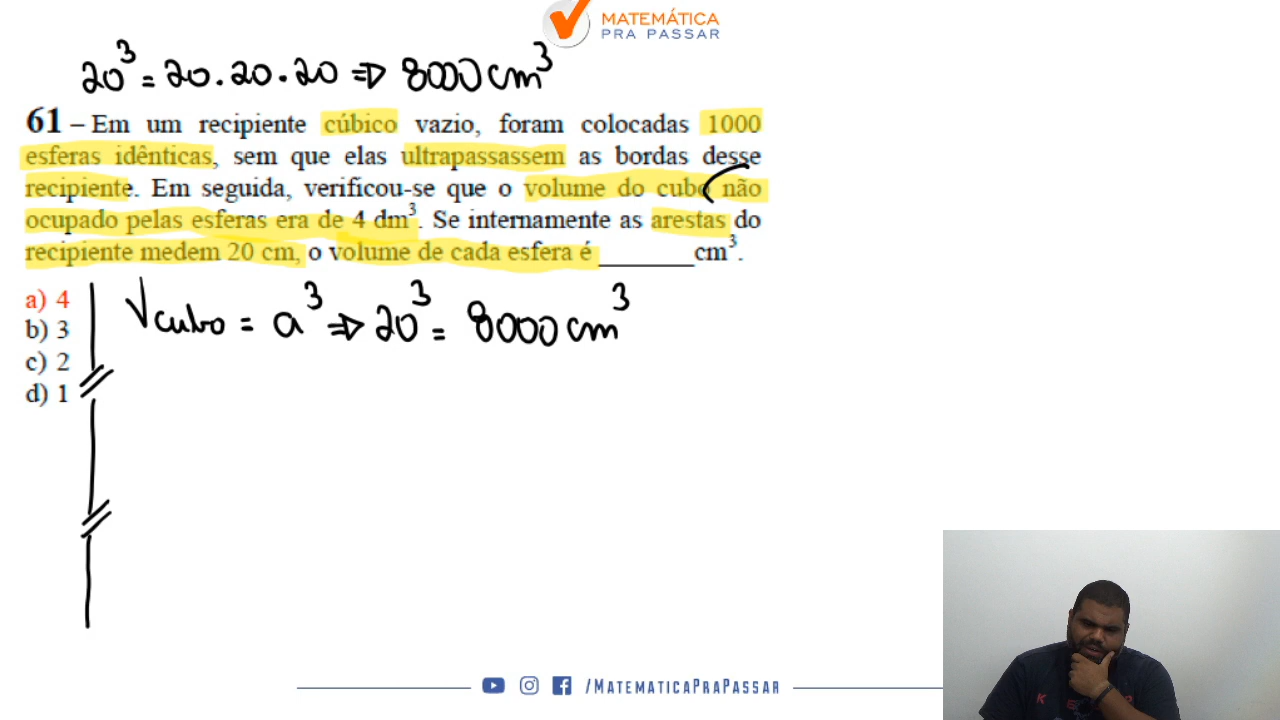 MATEMÁTICA
PRA PASSAR
20³ = 20 . 20 . 20 ⇒ 8000 cm³
61 – Em um recipiente cúbico vazio, foram colocadas 1000
esferas idênticas, sem que elas ultrapassassem as bordas desse
recipiente. Em seguida, verificou-se que o volume do cubo não
ocupado pelas esferas era de 4 dm³. Se internamente as arestas do
recipiente medem 20 cm, o volume de cada esfera é ________ cm³.
a) 4
b) 3
c) 2
d) 1
Vcubo = a³ ⇒ 20³ = 8000 cm³
/MATEMATICAPRAPASSAR